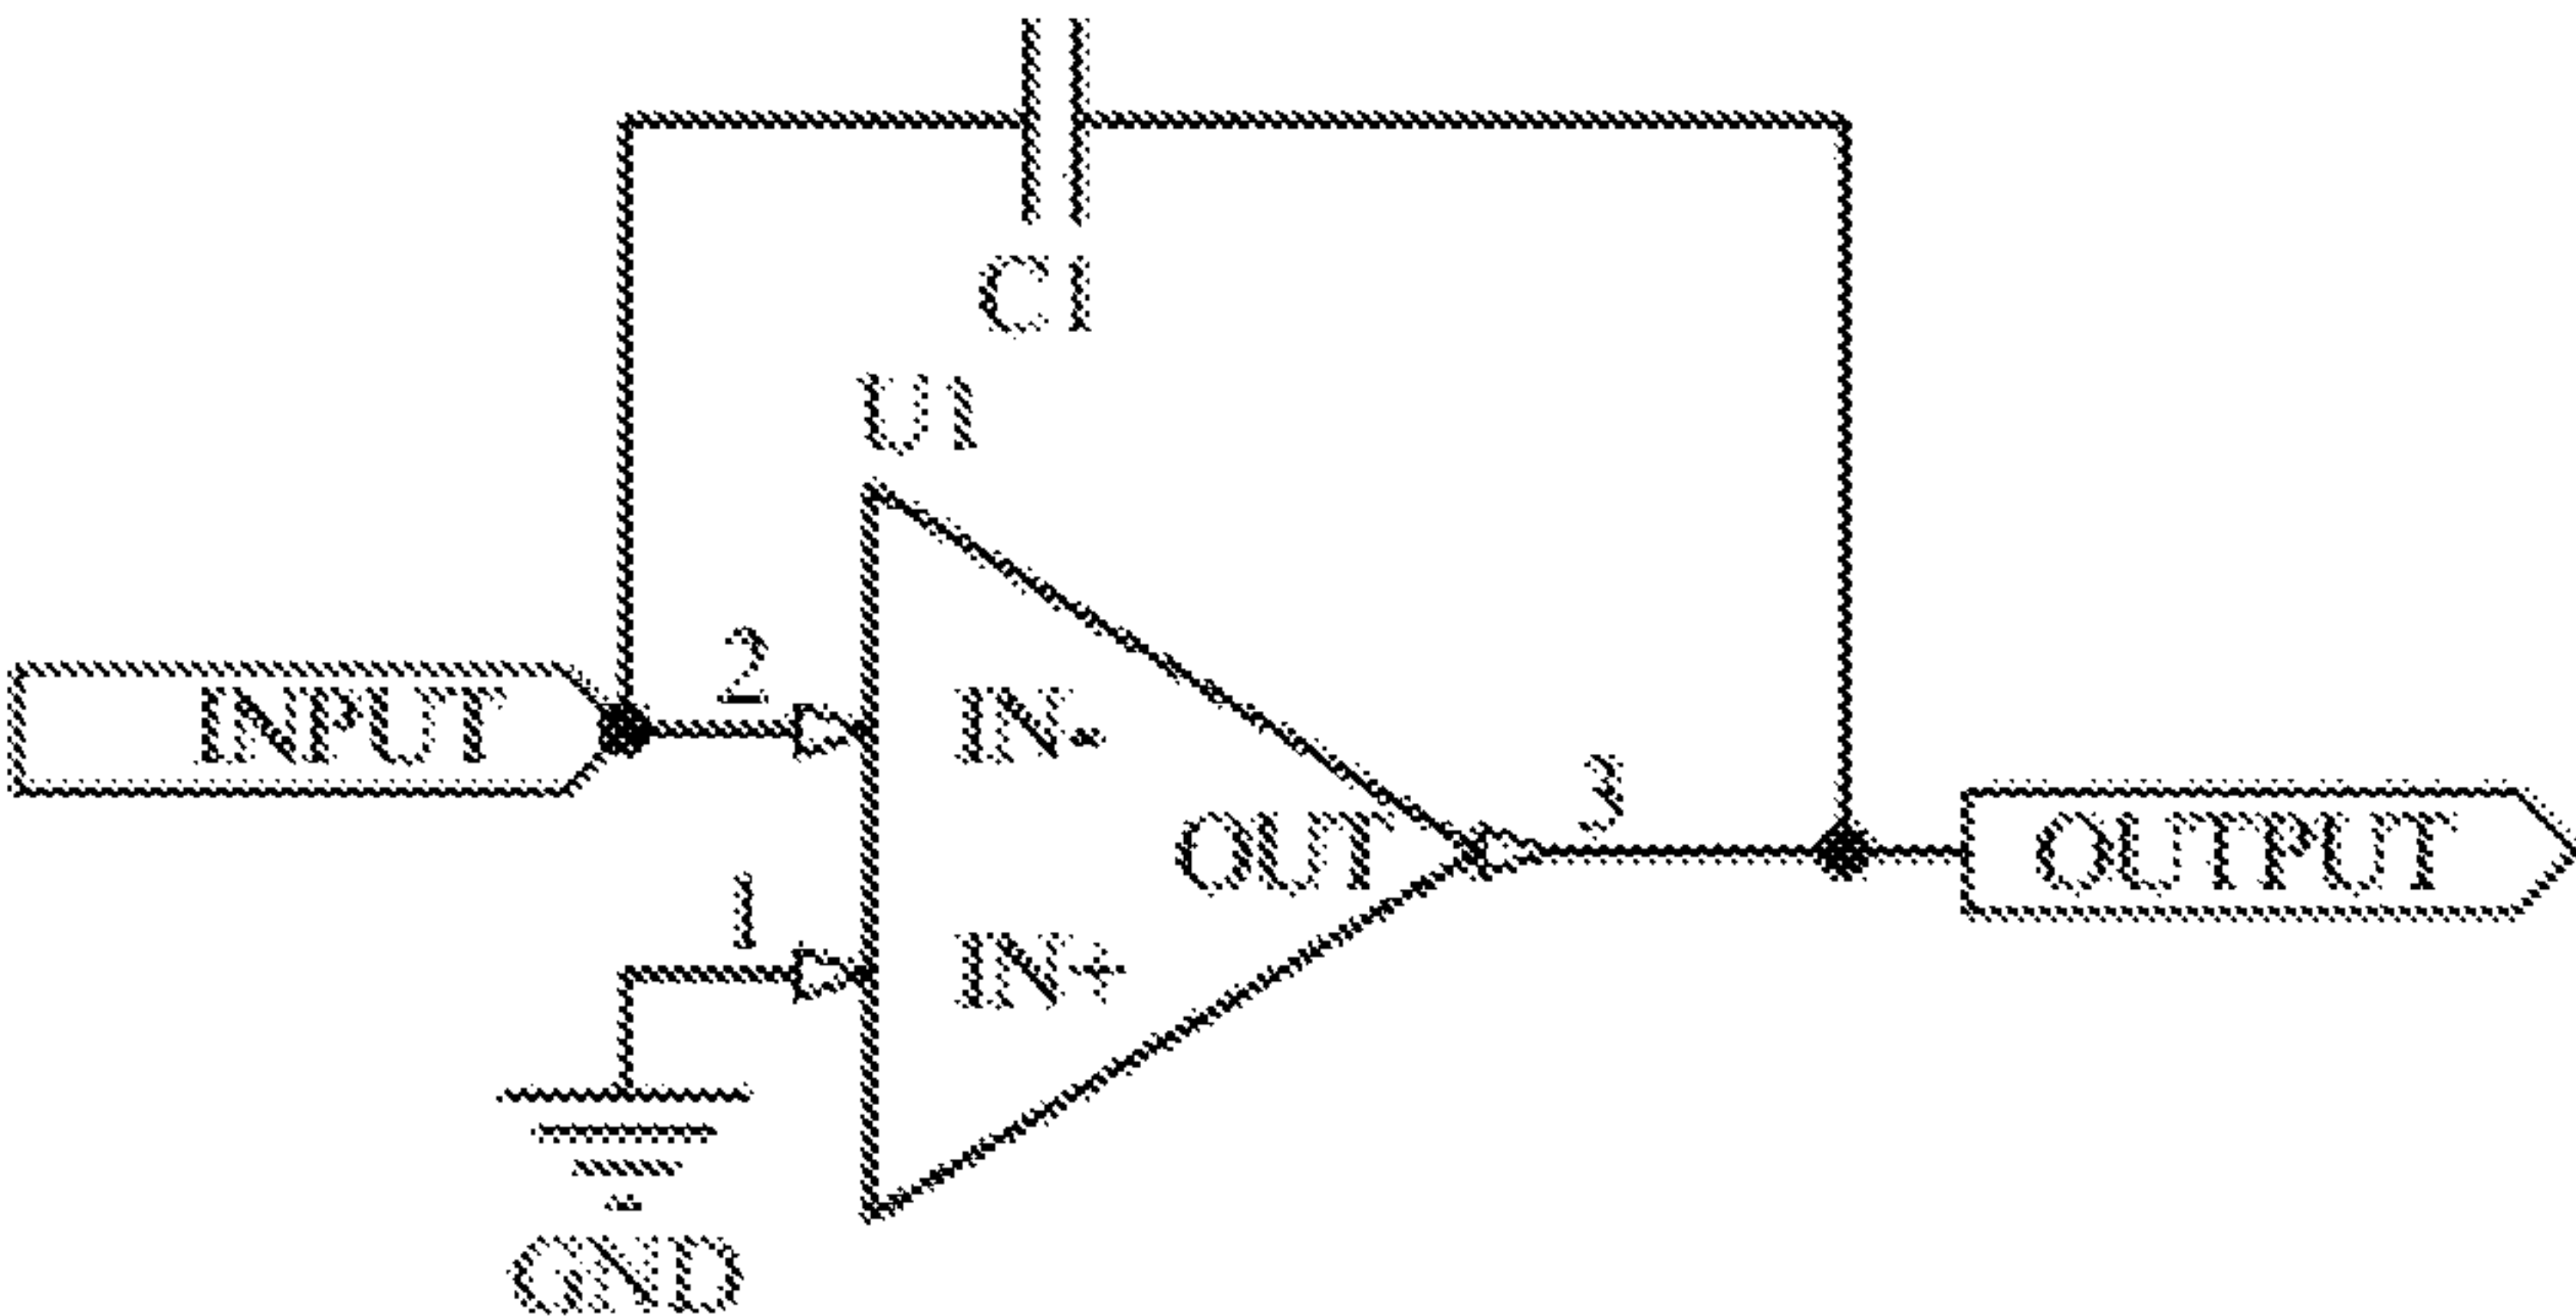 C1
U1
2
INPUT
IN-
3
OUT
OUTPUT
1
IN+
GND